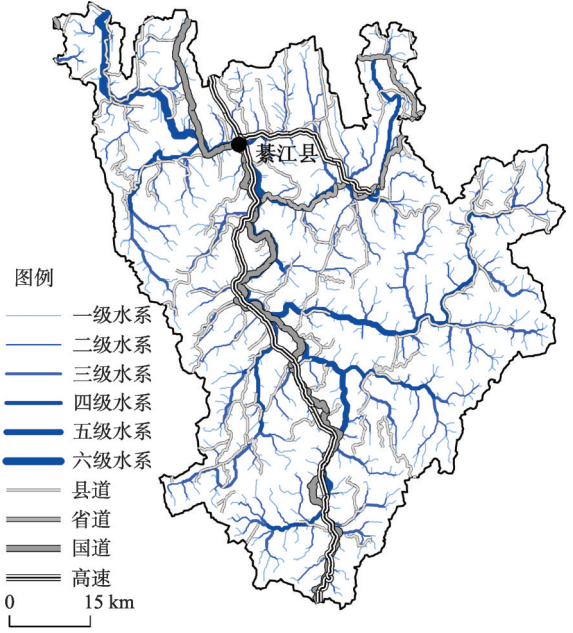 綦江县
图例
一级水系
二级水系
三级水系
四级水系
五级水系
六级水系
县道
省道
国道
高速
0 15 km